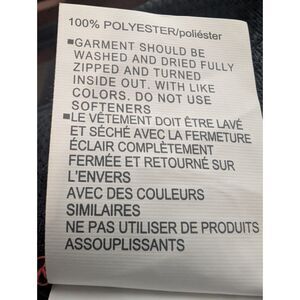 100% POLYESTER/poliéster
■GARMENT SHOULD BE
WASHED AND DRIED FULLY
ZIPPED AND TURNED
INSIDE OUT. WITH LIKE
COLORS. DO NOT USE
SOFTENERS
■LE VÉTEMENT DOIT ÊTRE LAVÉ
ET SÉCHÉ AVEC LA FERMETURE
ÉCLAIR COMPLÈTEMENT
FERMÉE ET RETOURNÉ SUR
L'ENVERS
AVEC DES COULEURS
SIMILAIRES
NE PAS UTILISER DE PRODUITS
ASSOUPLISSANTS